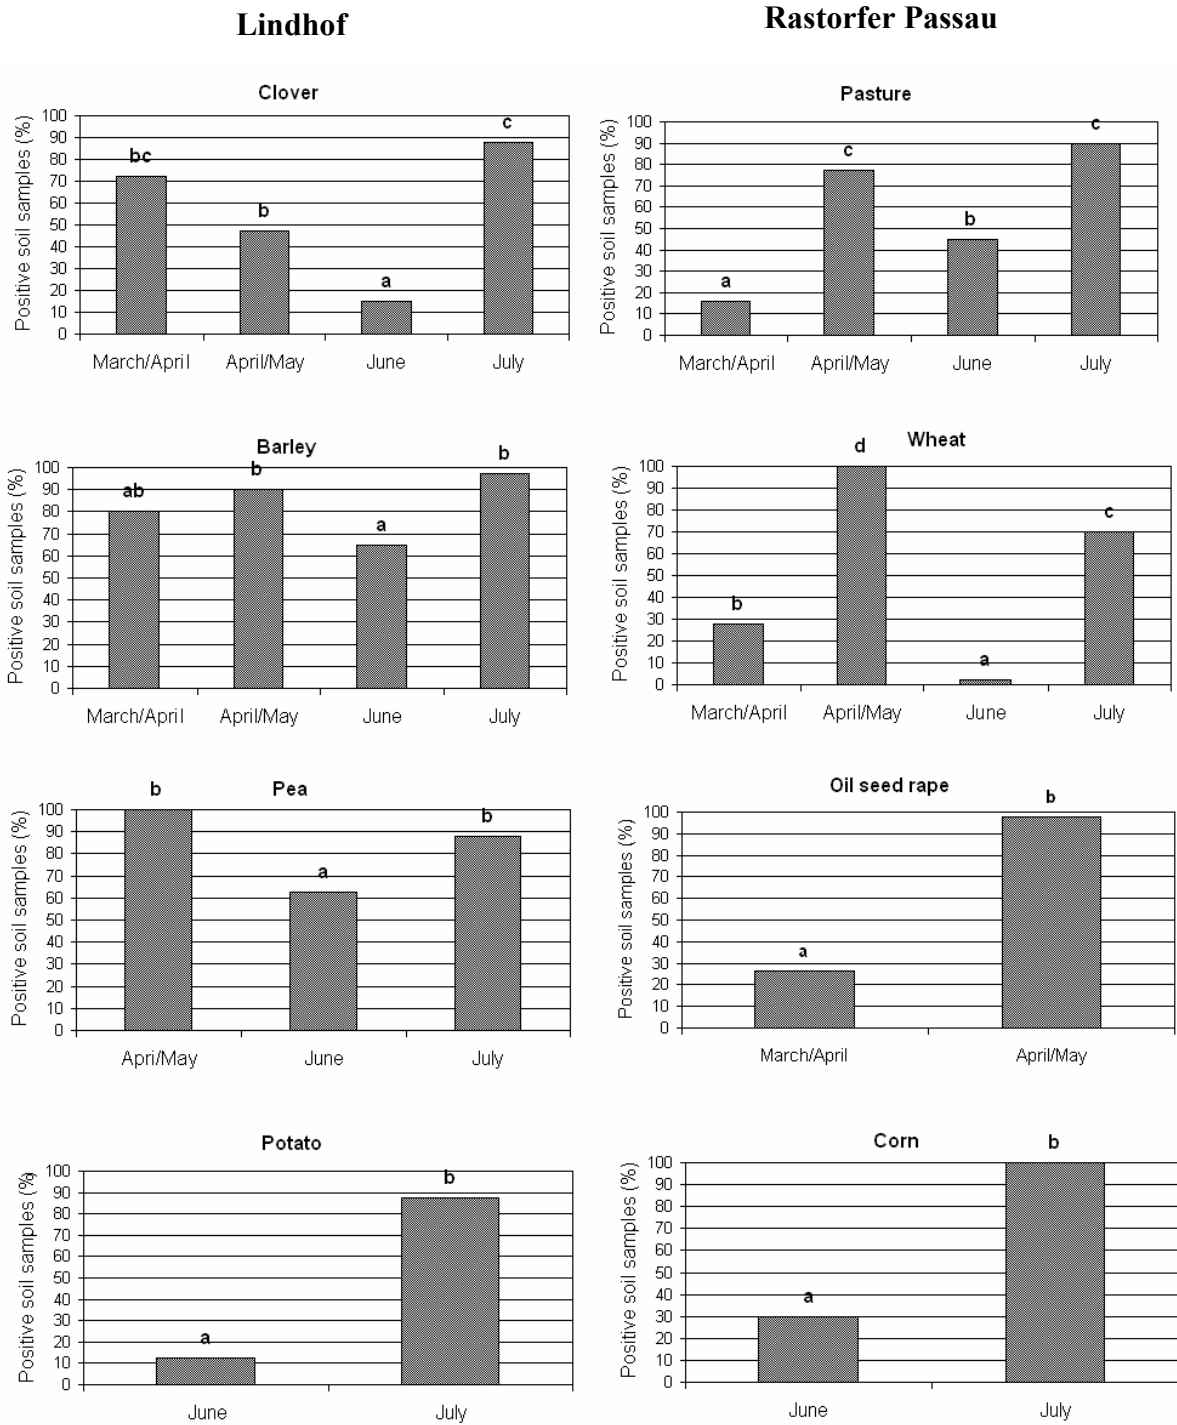 Lindhof
Rastorfer Passau
Clover
Positive soil samples (%)
100
90
80
70
60
50
40
30
20
10
0
bc
b
a
c
March/April April/May June July
Pasture
Positive soil samples (%)
100
90
80
70
60
50
40
30
20
10
0
a
c
b
c
March/April April/May June July
Barley
Positive soil samples (%)
100
90
80
70
60
50
40
30
20
10
0
ab
b
a
b
March/April April/May June July
Wheat
Positive soil samples (%)
100
90
80
70
60
50
40
30
20
10
0
b
d
a
c
March/April April/May June July
Pea
Positive soil samples (%)
100
90
80
70
60
50
40
30
20
10
0
b
a
b
Apri/May June July
Oil seed rape
Positive soil samples (%)
100
90
80
70
60
50
40
30
20
10
0
a
b
March/April April/May
Potato
Positive soil samples (%)
100
90
80
70
60
50
40
30
20
10
0
a
b
June July
Corn
Positive soil samples (%)
100
90
80
70
60
50
40
30
20
10
0
a
b
June July